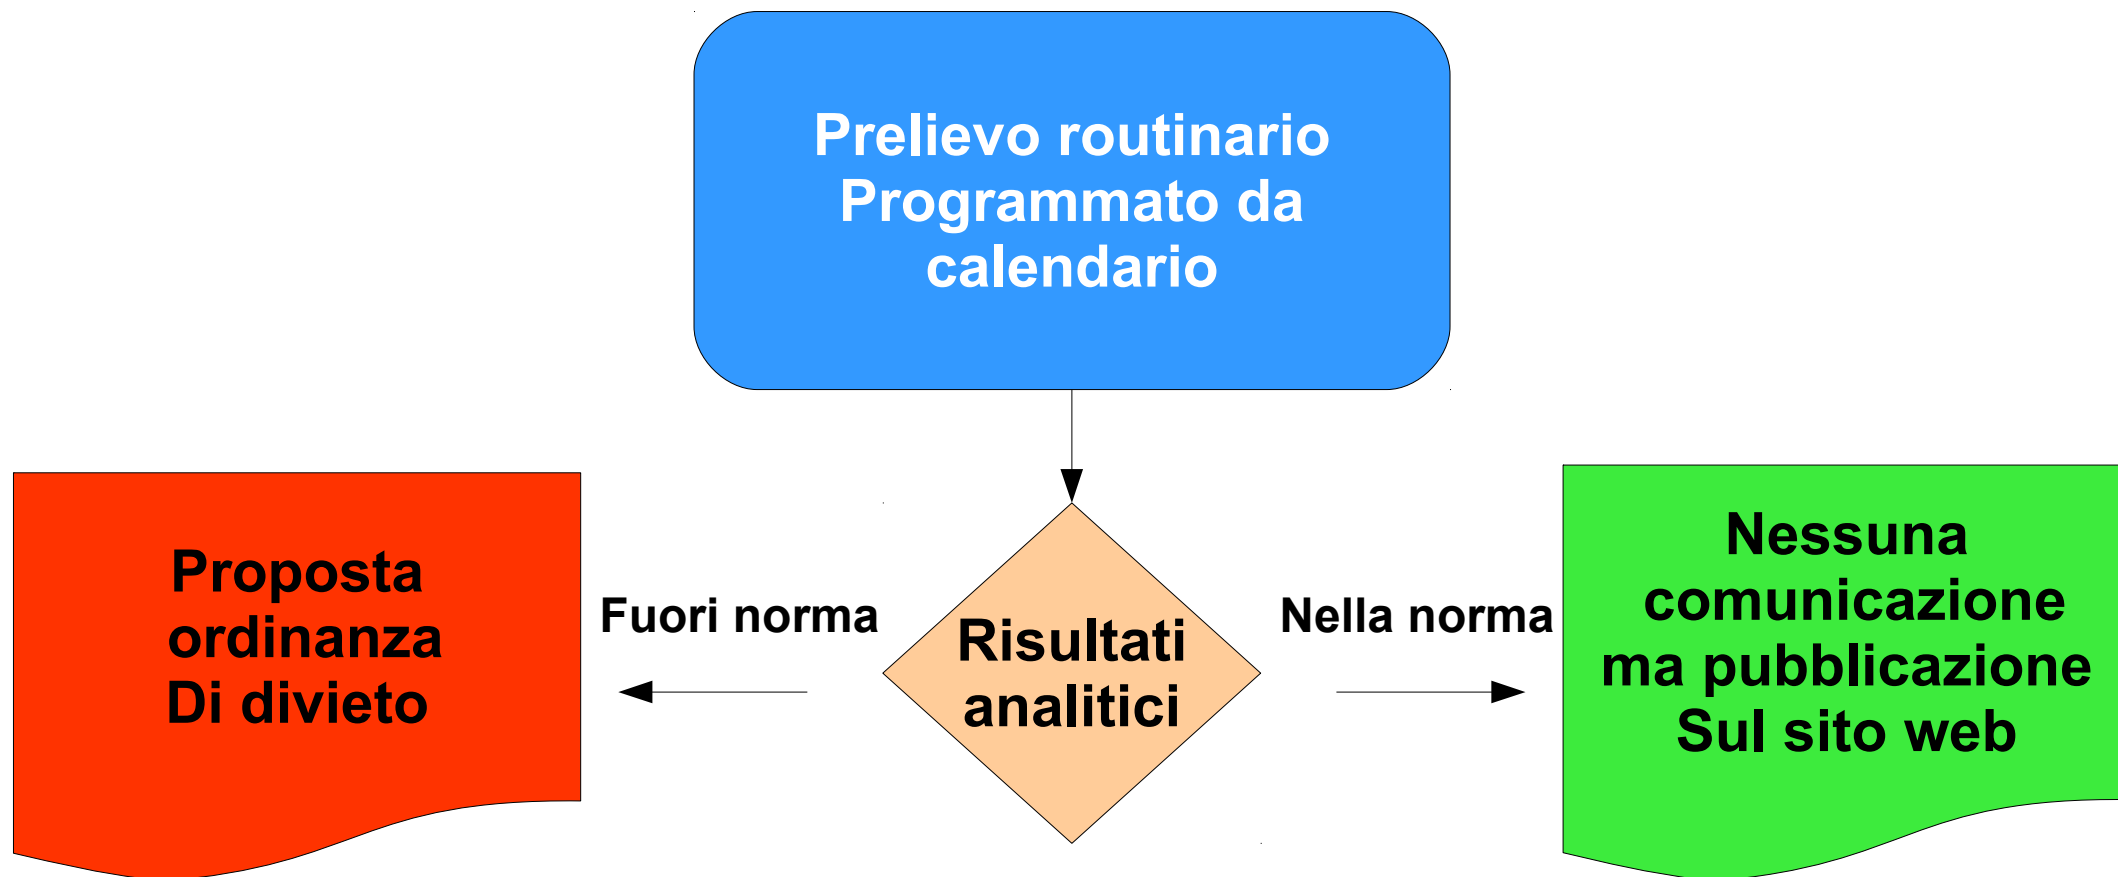 Prelievo routinario
Programmato da
calendario
Proposta
ordinanza
Di divieto
Fuori norma
Risultati
analitici
Nella norma
Nessuna
comunicazione
ma pubblicazione
Sul sito web